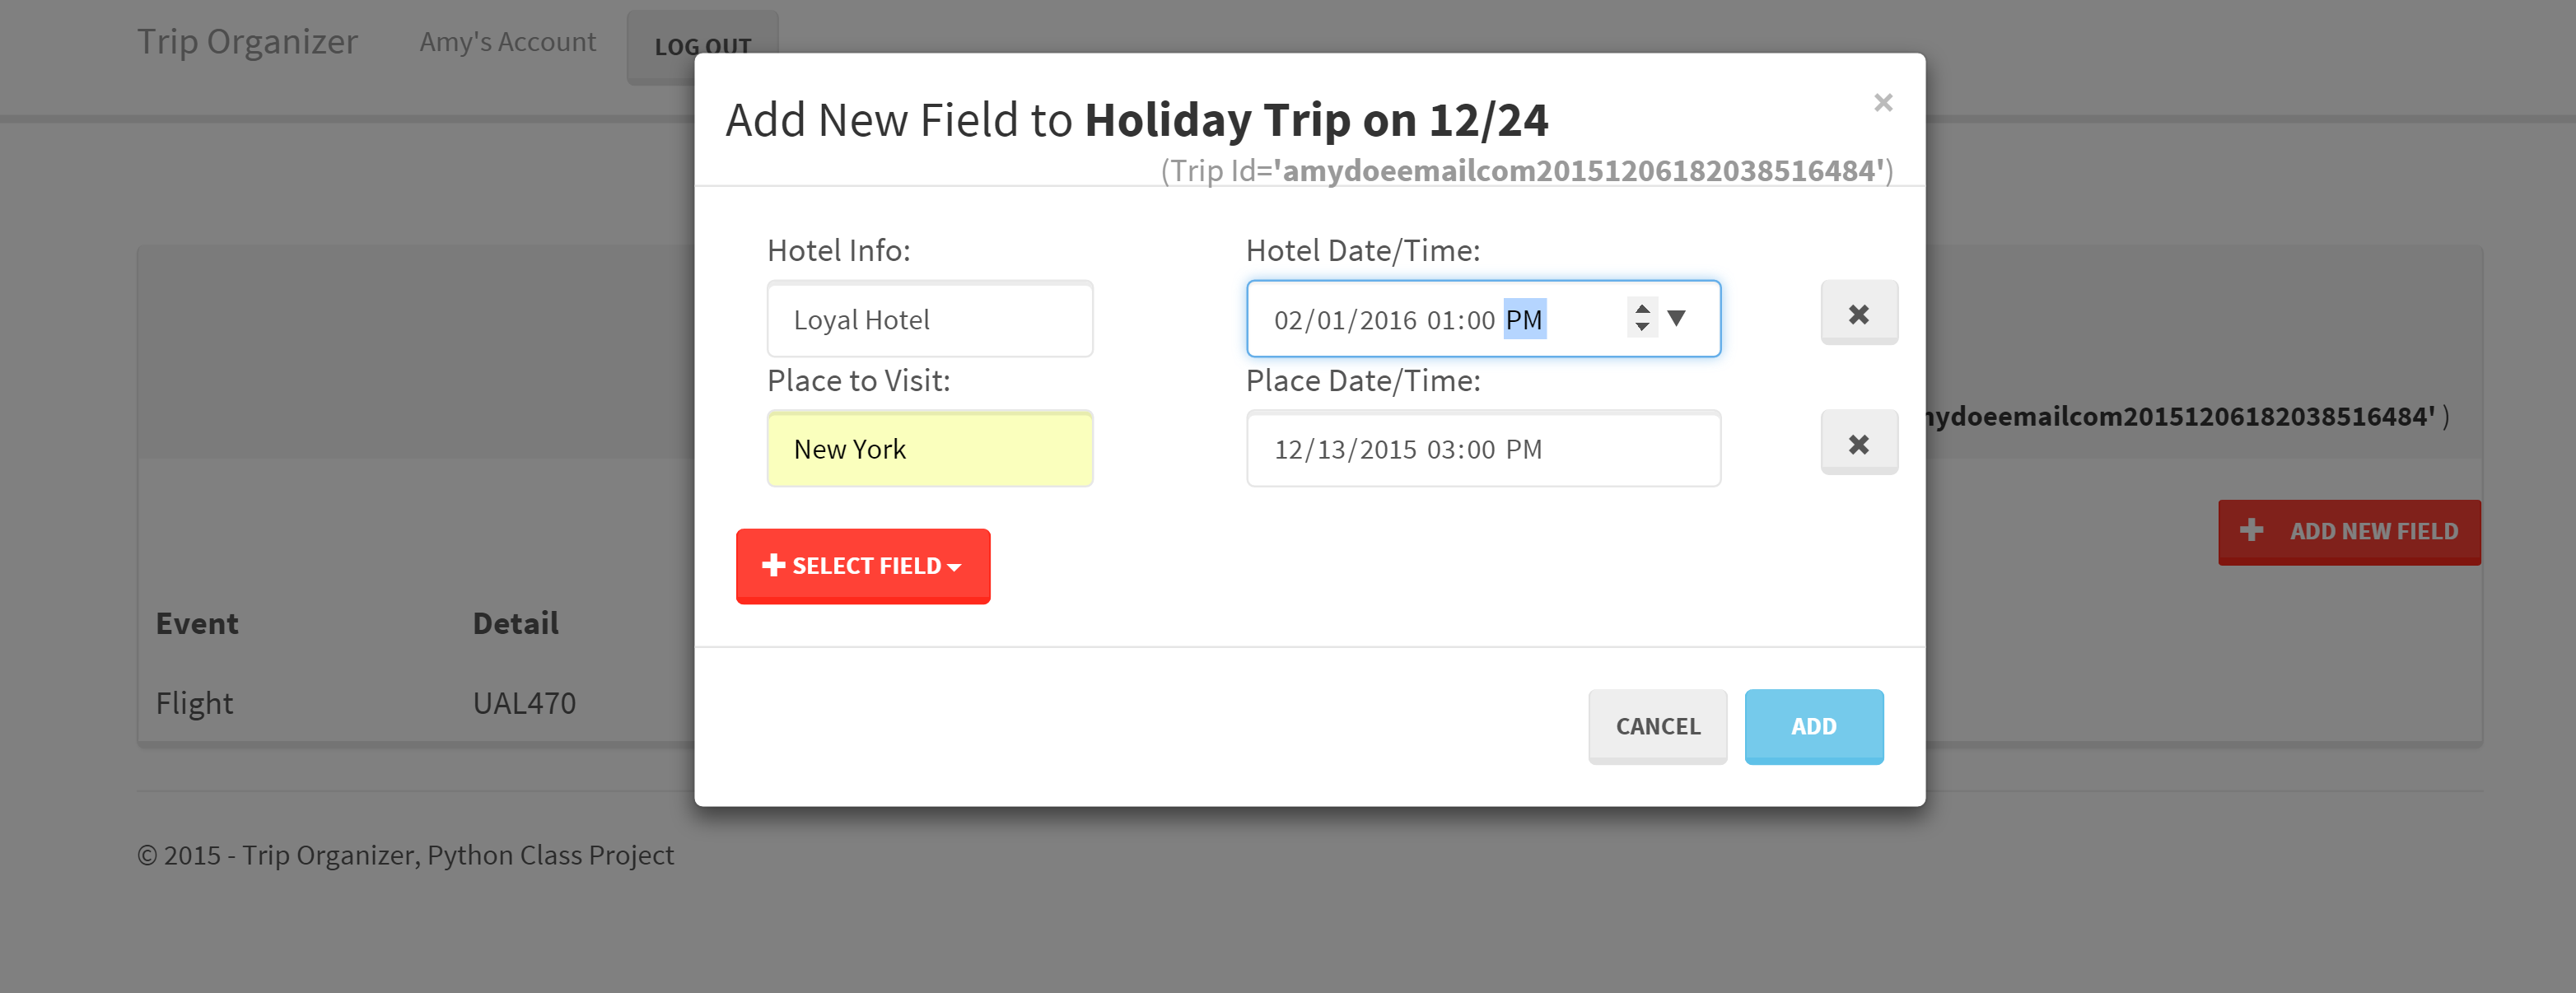 Trip Organizer Amy's Account LOG OUT
Add New Field to Holiday Trip on 12/24 ×
(Trip Id='amydoeemailcom20151206182038516484')
Hotel Info: Hotel Date/Time:
Loyal Hotel 02/01/2016 01:00 PM
Place to Visit: Place Date/Time:
mydoeemailcom20151206182038516484' )
New York 12/13/2015 03:00 PM
ADD NEW FIELD
SELECT FIELD
Event Detail
Flight UAL470
CANCEL ADD
© 2015 - Trip Organizer, Python Class Project